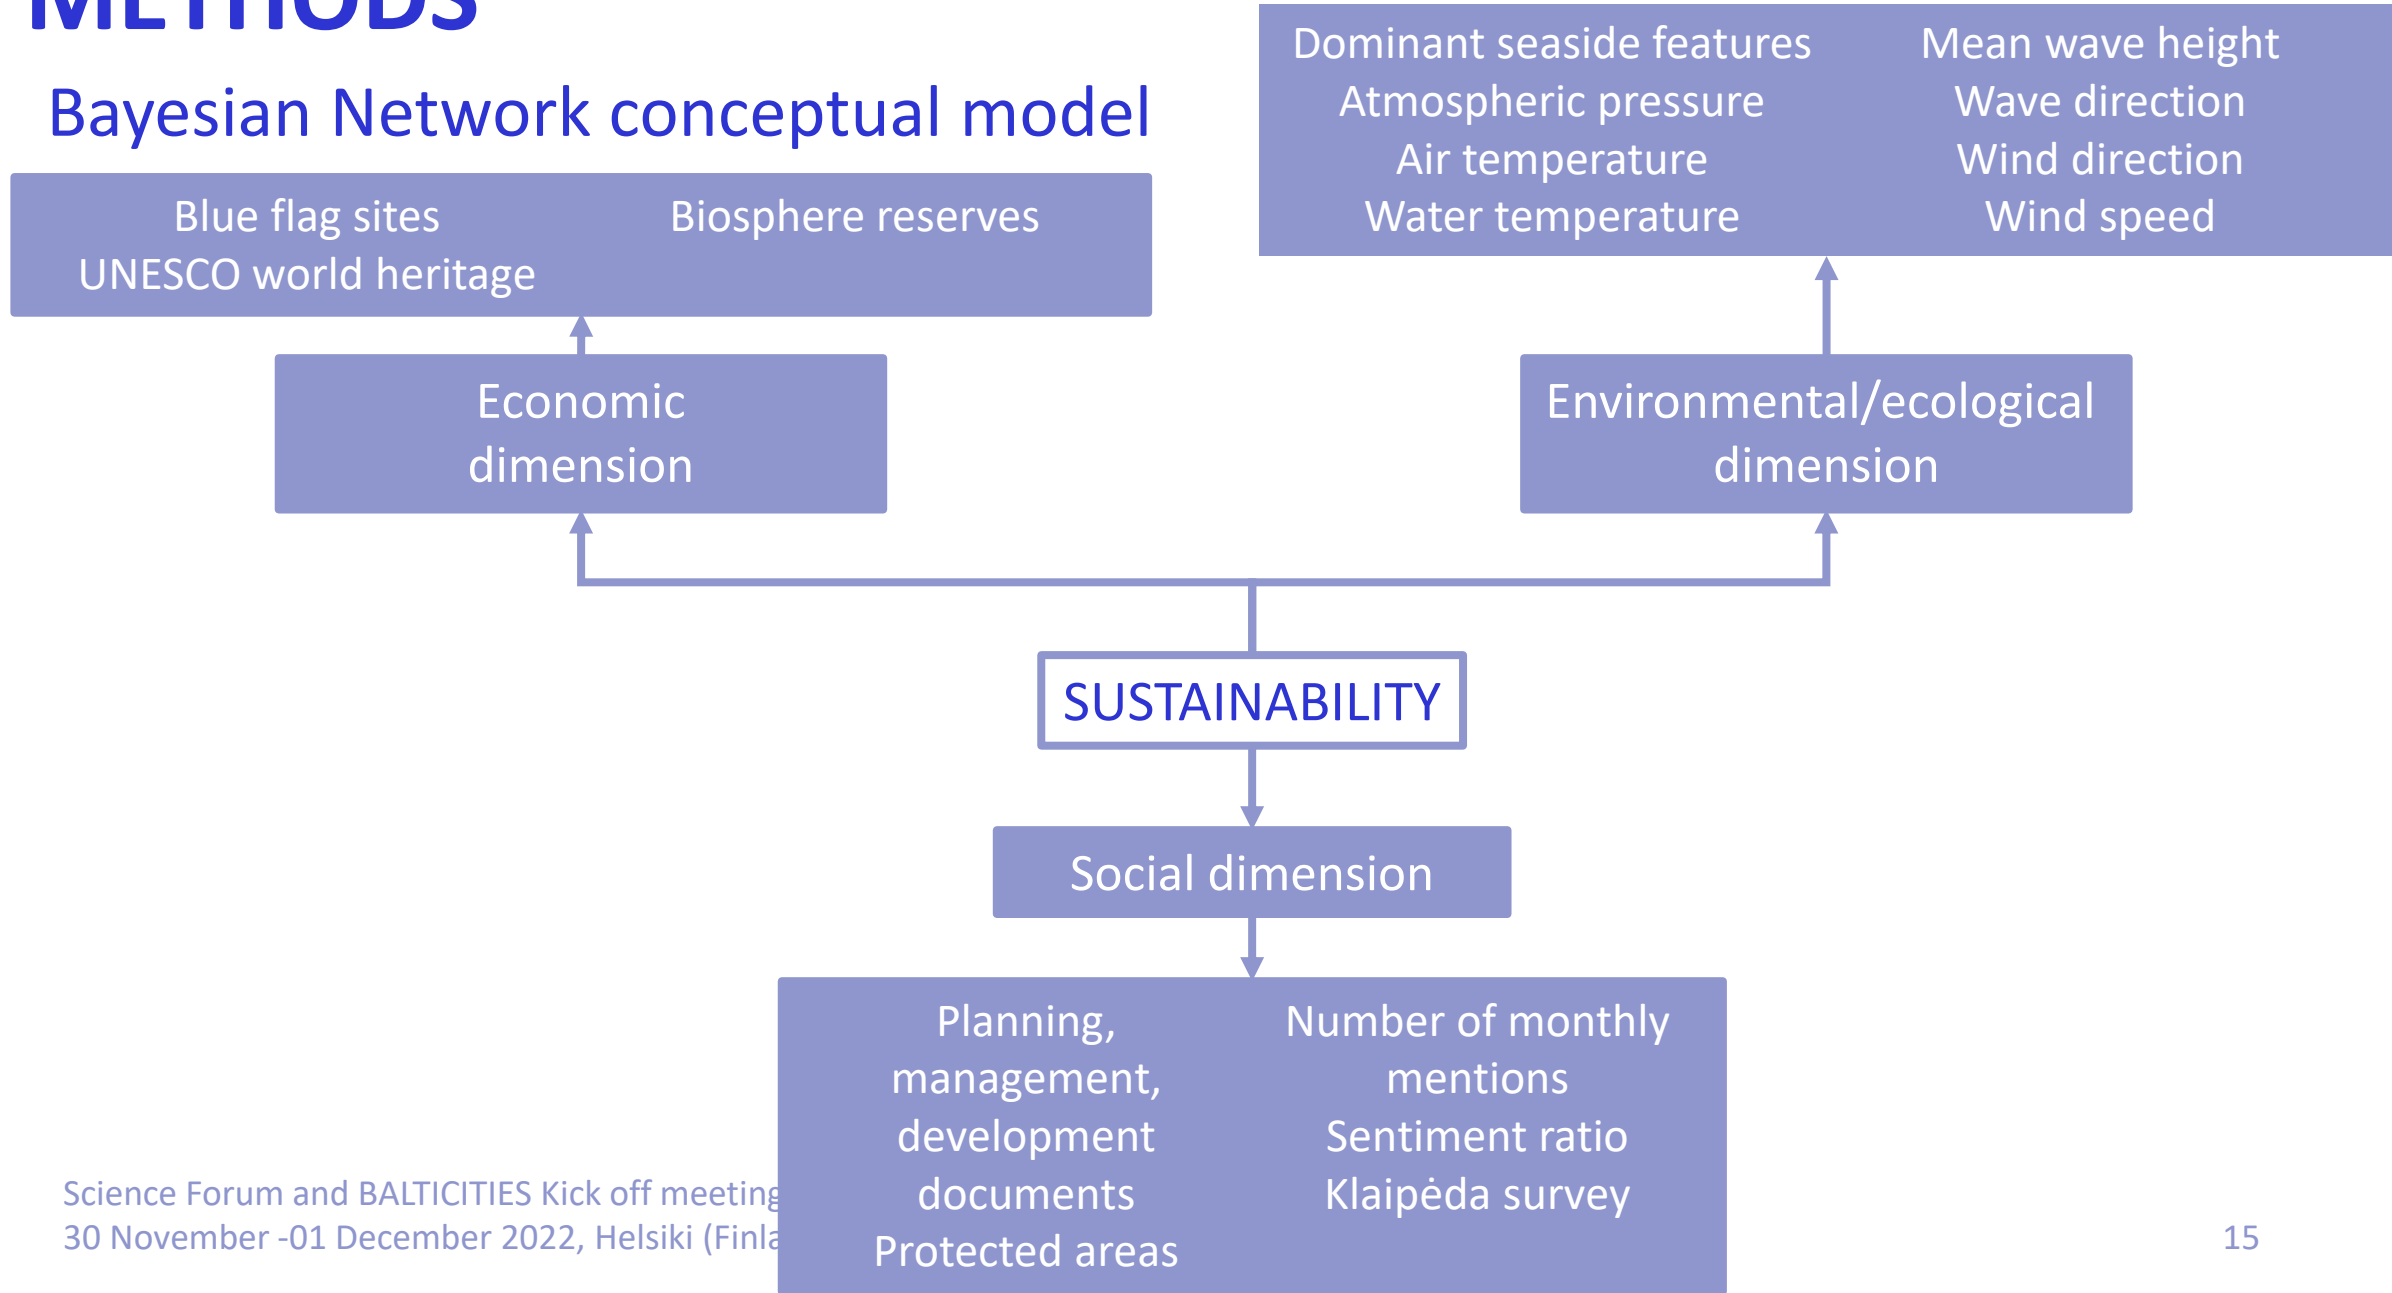 METHODS
Bayesian Network conceptual model
Blue flag sites
UNESCO world heritage
Biosphere reserves
Dominant seaside features
Atmospheric pressure
Air temperature
Water temperature
Mean wave height
Wave direction
Wind direction
Wind speed
Economic
dimension
Environmental/ecological
dimension
SUSTAINABILITY
Social dimension
Planning,
management,
development
documents
Protected areas
Number of monthly
mentions
Sentiment ratio
Klaipėda survey
Science Forum and BALTICITIES Kick off meeting
30 November -01 December 2022, Helsiki (Finla
15